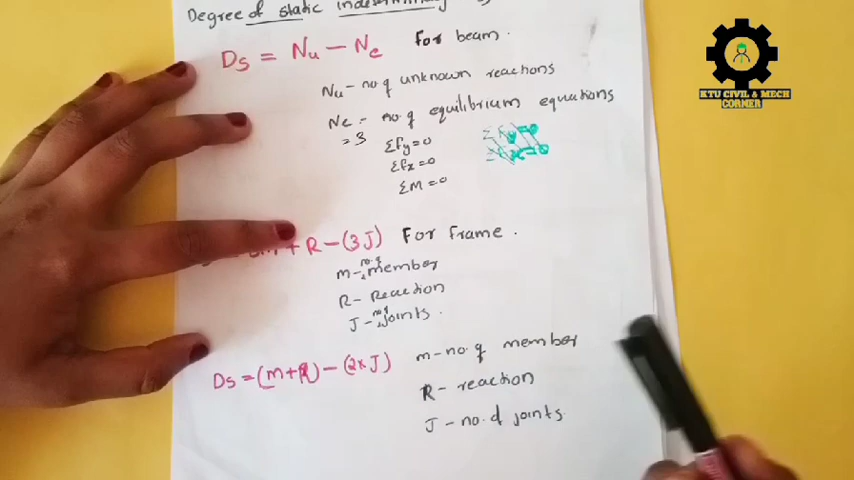 Degree of static
Ds = Nu - Ne For beam.
Nu - no.of unknown reactions
Ne - no.of equilibrium equations
= 3
Σfy=0
Σfx=0
ΣM=0
+ R - (3J) For Frame.
m - no.of member
R - Reaction
J - no.of joints.
Ds = (m+R) - (2xJ)
m - no.of member
R - reaction
J - no.of joints.
KTU CIVIL & MECH
CORNER